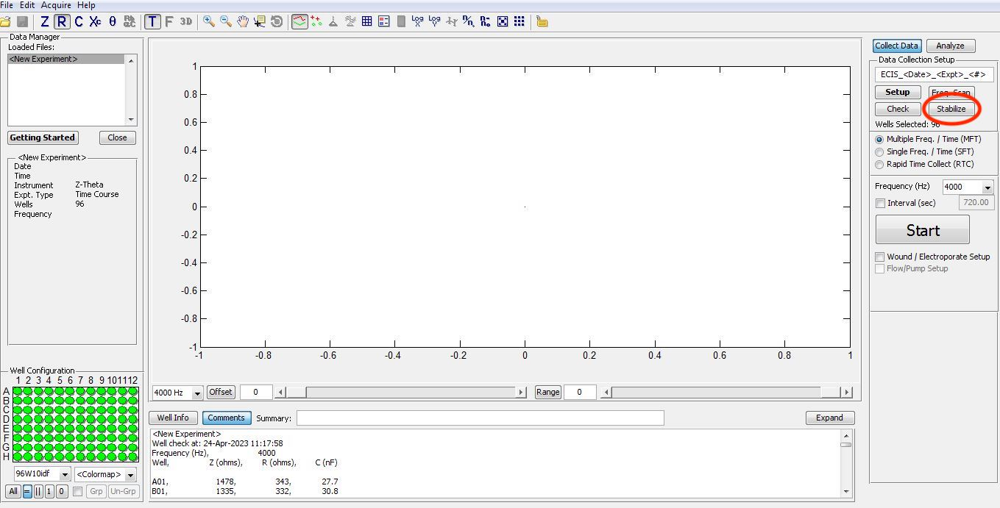 File Edit Acquire Help
Z R C Xc θ Rb Alc T F 3D
Data Manager
Loaded Files:
<New Experiment>
Getting Started Close
<New Experiment>
Date
Time
Instrument Z-Theta
Expt. Type Time Course
Wells 96
Frequency
Well Configuration
1 2 3 4 5 6 7 8 9 10 11 12
A
B
C
D
E
F
G
H
96W10idf <Colormap>
All = || 1 0 Grp Un-Grp
1
0.8
0.6
0.4
0.2
0
-0.2
-0.4
-0.6
-0.8
-1
-1 -0.8 -0.6 -0.4 -0.2 0 0.2 0.4 0.6 0.8 1
4000 Hz Offset 0 Range 0
Well Info Comments Summary: Expand
<New Experiment>
Well check at: 24-Apr-2023 11:17:58
Frequency (Hz), 4000
Well, Z (ohms), R (ohms), C (nF)
A01, 1478, 343, 27.7
B01, 1335, 332, 30.8
Collect Data Analyze
Data Collection Setup
ECIS_<Date>_<Expt>_<#>
Setup Freq. Scan
Check Stabilize
Wells Selected: 96
Multiple Freq. / Time (MFT)
Single Freq. / Time (SFT)
Rapid Time Collect (RTC)
Frequency (Hz) 4000
Interval (sec) 720.00
Start
Wound / Electroporate Setup
Flow/Pump Setup